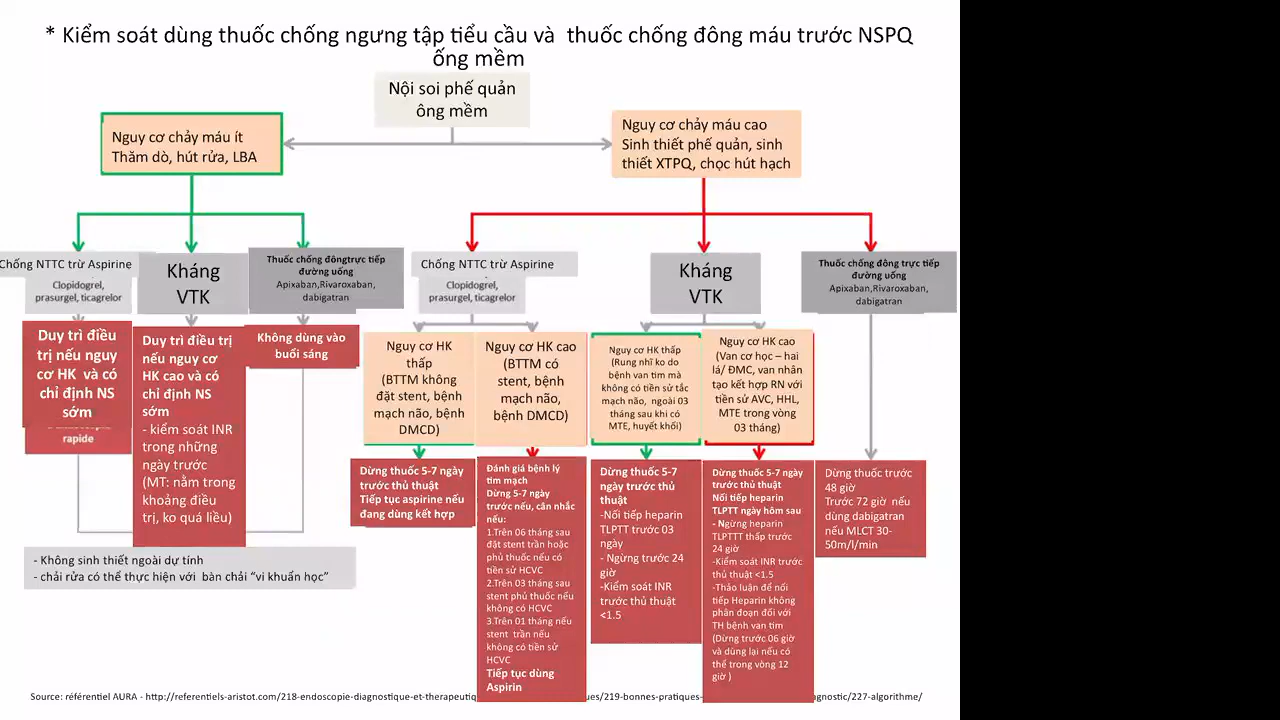 * Kiểm soát dùng thuốc chống ngưng tập tiểu cầu và thuốc chống đông máu trước NSPQ
ống mềm
Nội soi phế quản
ông mềm
Nguy cơ chảy máu ít
Thăm dò, hút rửa, LBA
Nguy cơ chảy máu cao
Sinh thiết phế quản, sinh
thiết XTPQ, chọc hút hạch
Chống NTTC trừ Aspirine
Clopidogrel,
prasurgel, ticagrelor
Kháng
VTK
Thuốc chống đôngtrực tiếp
đường uống
Apixaban,Rivaroxaban,
dabigatran
Chống NTTC trừ Aspirine
Clopidogrel,
prasurgel, ticagrelor
Kháng
VTK
Thuốc chống đông trực tiếp
đường uống
Apixaban,Rivaroxaban,
dabigatran
Duy trì điều
trị nếu nguy
cơ HK và có
chỉ định NS
sớm
rapide
Duy trì điều trị
nếu nguy cơ
HK cao và có
chỉ định NS
sớm
- kiểm soát INR
trong những
ngày trước
(MT: nằm trong
khoảng điều
trị, ko quá liều)
Không dùng vào
buổi sáng
- Không sinh thiết ngoài dự tính
- chải rửa có thể thực hiện với bàn chải “vi khuẩn học”
Nguy cơ HK
thấp
(BTTM không
đặt stent, bệnh
mạch não, bệnh
DMCD)
Nguy cơ HK cao
(BTTM có
stent, bệnh
mạch não,
bệnh DMCD)
Nguy cơ HK thấp
(Rung nhĩ ko do
bệnh van tim mà
không có tiền sử tắc
mạch não, ngoài 03
tháng sau khi có
MTE, huyết khối)
Nguy cơ HK cao
(Van cơ học – hai
lá/ ĐMC, van nhân
tạo kết hợp RN với
tiền sử AVC, HHL,
MTE trong vòng
03 tháng)
Dừng thuốc 5-7 ngày
trước thủ thuật
Tiếp tục aspirine nếu
đang dùng kết hợp
Đánh giá bệnh lý
tim mạch
Dừng 5-7 ngày
trước nếu, cân nhắc
nếu:
1.Trên 06 tháng sau
đặt stent trần hoặc
phủ thuốc nếu có
tiền sử HCVC
2.Trên 03 tháng sau
stent phủ thuốc nếu
không có HCVC
3.Trên 01 tháng nếu
stent trần nếu
không có tiền sử
HCVC
Tiếp tục dùng
Aspirin
Dừng thuốc 5-7
ngày trước thủ
thuật
-Nối tiếp heparin
TLPTT trước 03
ngày
- Ngừng trước 24
giờ
-Kiểm soát INR
trước thủ thuật
<1.5
Dừng thuốc 5-7 ngày
trước thủ thuật
Nối tiếp heparin
TLPTT ngày hôm sau
- Ngừng heparin
TLPTTT thấp trước
24 giờ
-Kiểm soát INR trước
thủ thuật <1.5
-Thảo luận để nối
tiếp Heparin không
phân đoạn đối với
TH bệnh van tim
(Dừng trước 06 giờ
và dùng lại nếu có
thể trong vòng 12
giờ )
Dừng thuốc trước
48 giờ
Trước 72 giờ nếu
dùng dabigatran
nếu MLCT 30-
50m/l/min
Source: référentiel AURA - http://referentiels-aristot.com/218-endoscopie-diagnostique-et-therapeutiq ues/219-bonnes-pratiques- agnostic/227-algorithme/